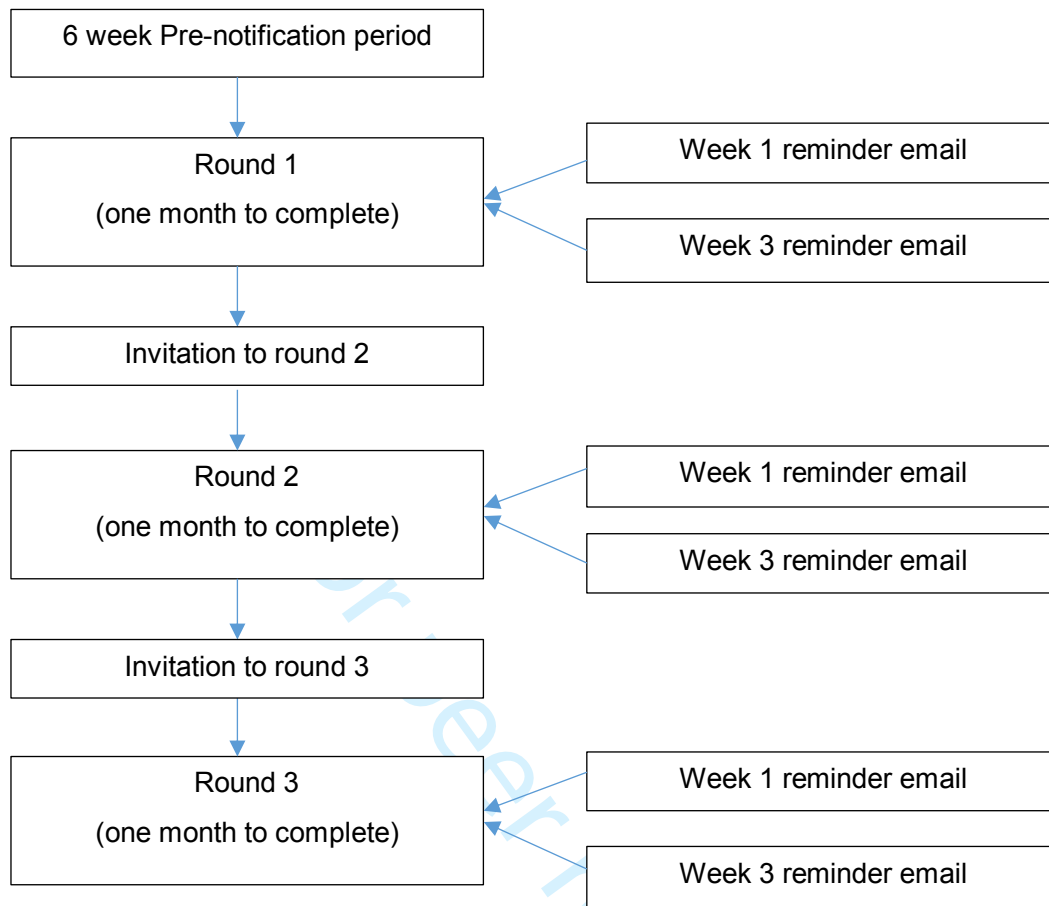 6 week Pre-notification period
Round 1
(one month to complete)
Week 1 reminder email
Week 3 reminder email
Invitation to round 2
Round 2
(one month to complete)
Week 1 reminder email
Week 3 reminder email
Invitation to round 3
Round 3
(one month to complete)
Week 1 reminder email
Week 3 reminder email